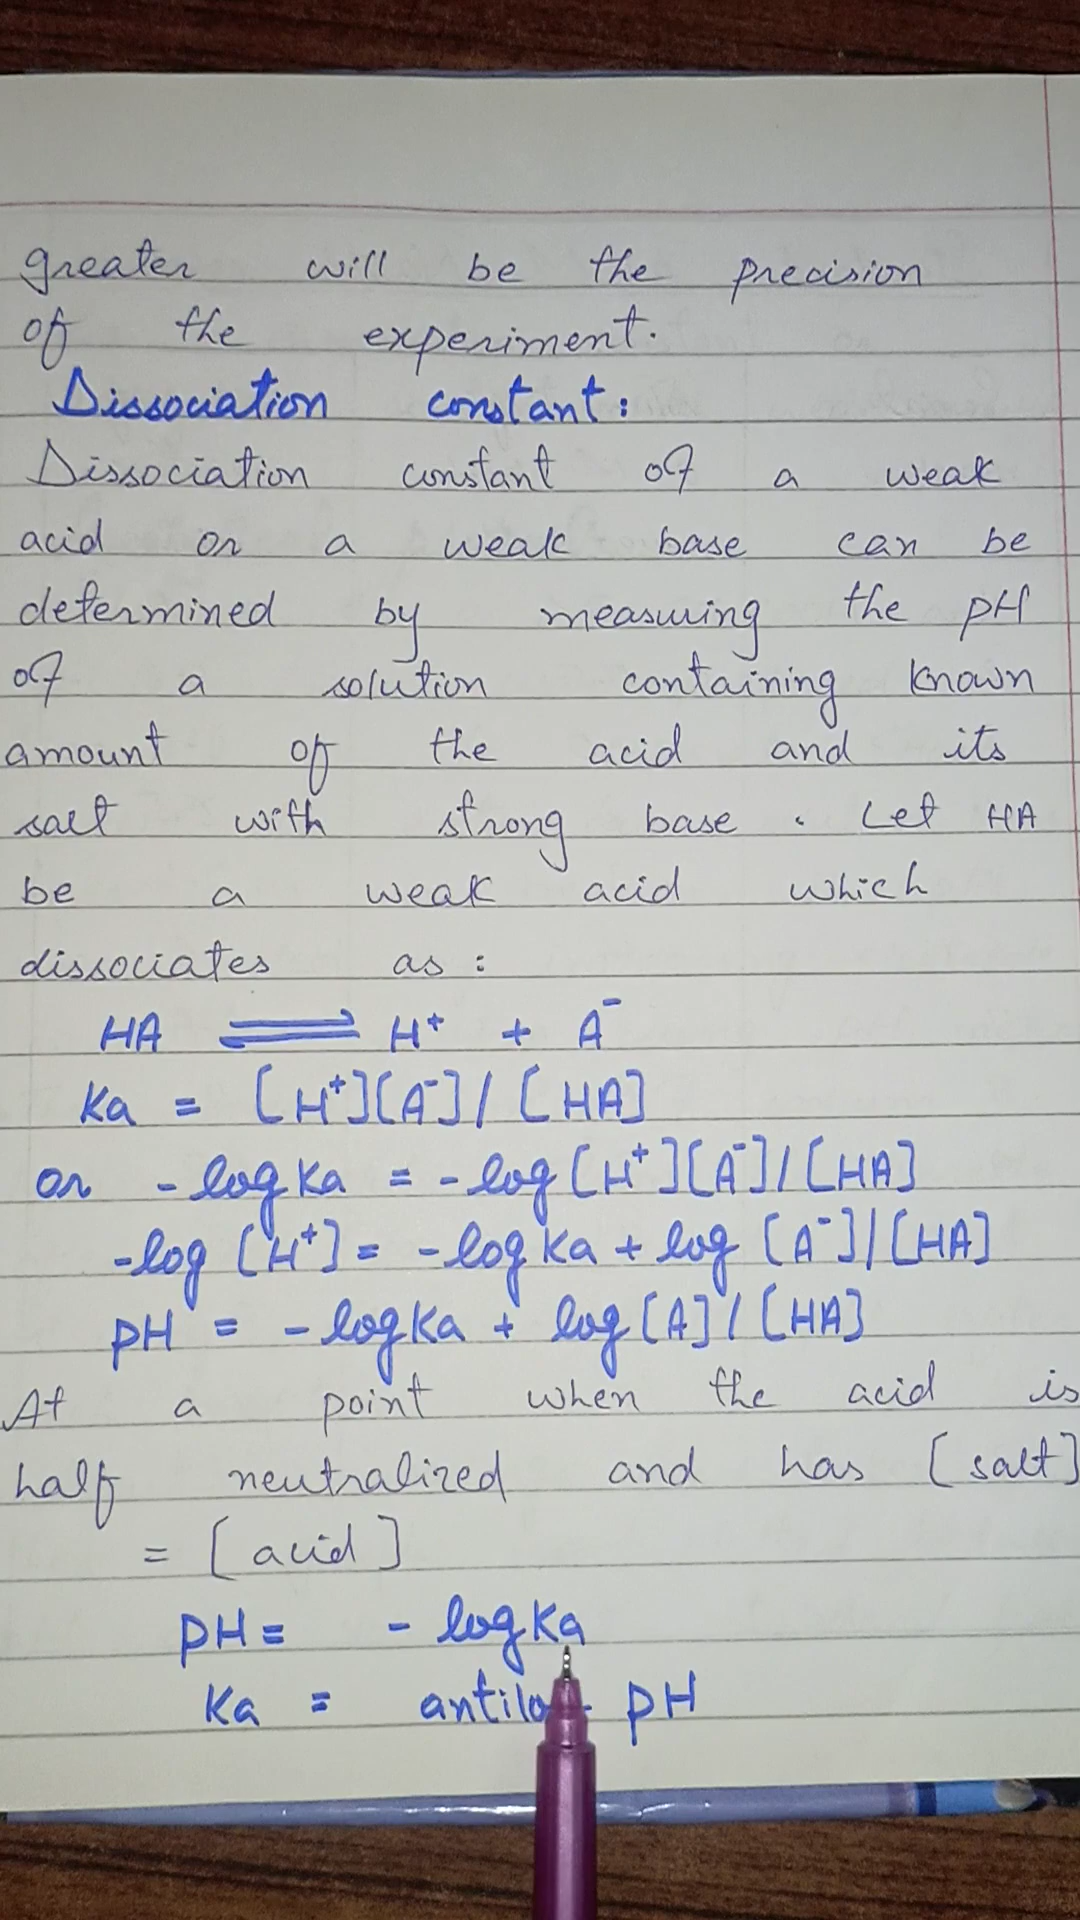 greater will be the precision
of the experiment.
Dissociation constant:
Dissociation constant of a weak
acid or a weak base can be
determined by measuring the pH
of a solution containing known
amount of the acid and its
salt with strong base. Let HA
be a weak acid which
dissociates as:
HA ⇌ H⁺ + A⁻
Ka = [H⁺][A⁻]/[HA]
or -log Ka = -log[H⁺][A⁻]/[HA]
-log [H⁺] = -log Ka + log [A⁻]/[HA]
pH = -log Ka + log[A]/[HA]
At a point when the acid is
half neutralized and has [salt]
= [acid]
pH = - log Ka
Ka = - pH